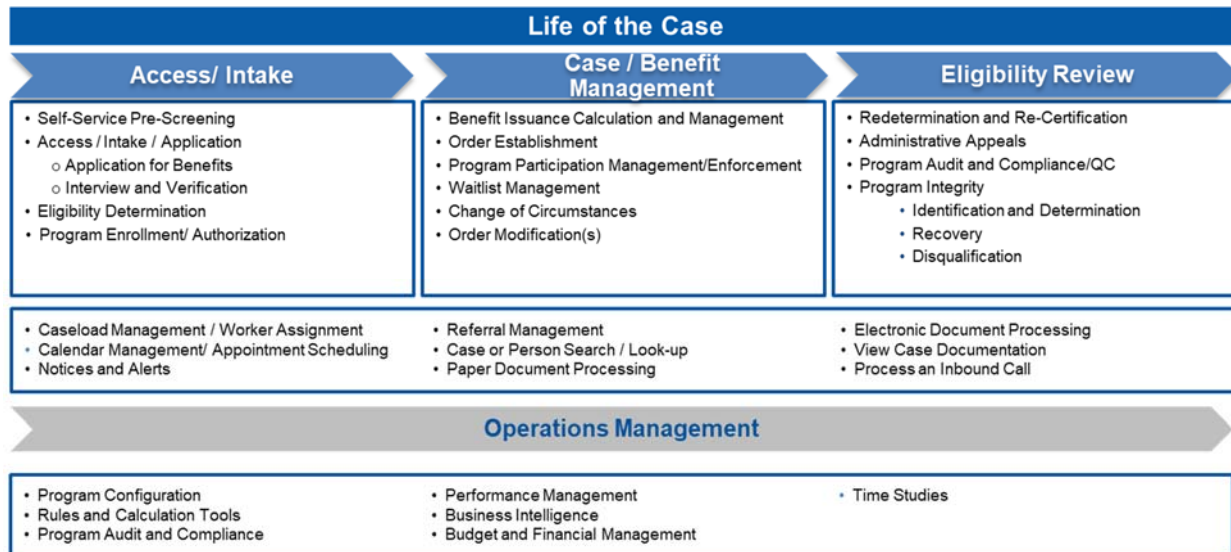 Life of the Case
Access/ Intake
Case / Benefit
Management
Eligibility Review
• Self-Service Pre-Screening
• Access / Intake / Application
o Application for Benefits
o Interview and Verification
• Eligibility Determination
• Program Enrollment/ Authorization
• Benefit Issuance Calculation and Management
• Order Establishment
• Program Participation Management/Enforcement
• Waitlist Management
• Change of Circumstances
• Order Modification(s)
• Redetermination and Re-Certification
• Administrative Appeals
• Program Audit and Compliance/QC
• Program Integrity
• Identification and Determination
• Recovery
• Disqualification
• Caseload Management / Worker Assignment
• Calendar Management/ Appointment Scheduling
• Notices and Alerts
• Referral Management
• Case or Person Search / Look-up
• Paper Document Processing
• Electronic Document Processing
• View Case Documentation
• Process an Inbound Call
Operations Management
• Program Configuration
• Rules and Calculation Tools
• Program Audit and Compliance
• Performance Management
• Business Intelligence
• Budget and Financial Management
• Time Studies